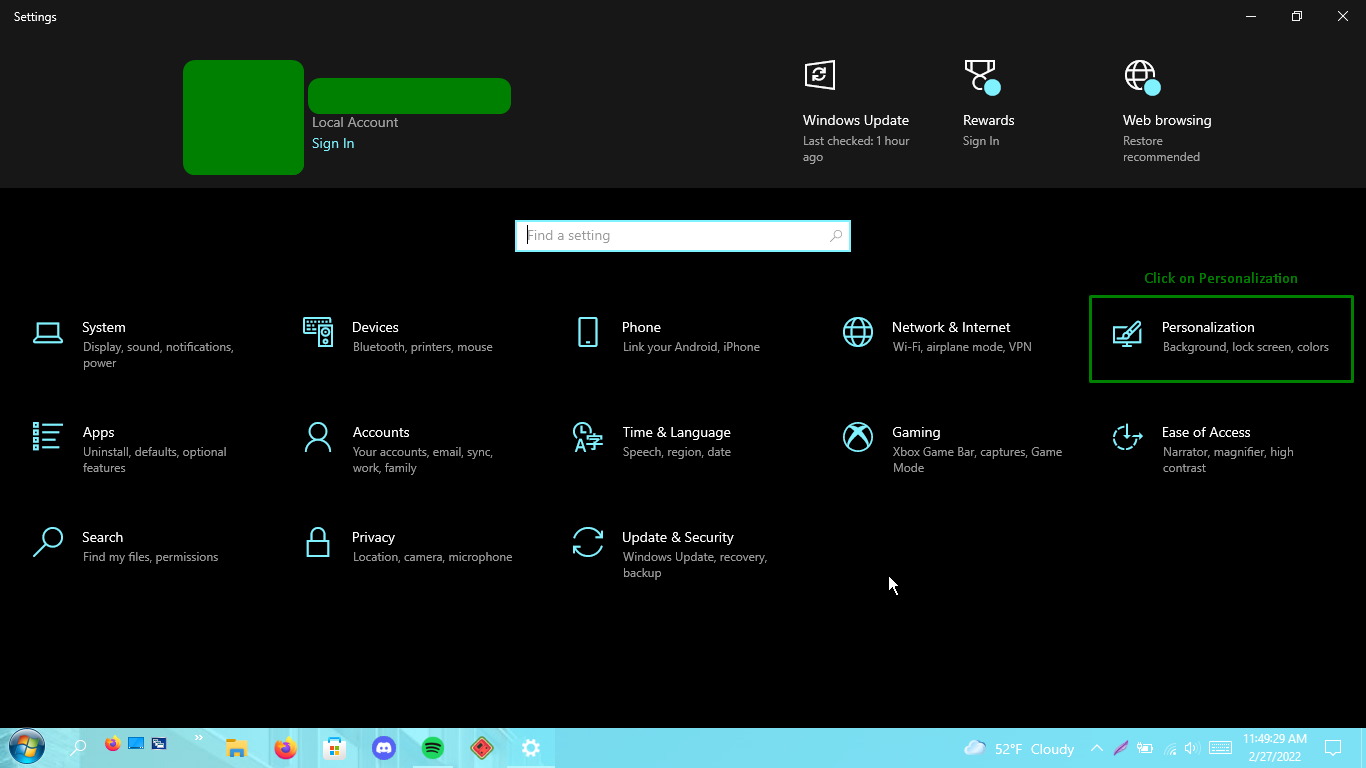 Settings
Local Account
Sign In
Windows Update
Last checked: 1 hour
ago
Rewards
Sign In
Web browsing
Restore
recommended
Find a setting
Click on Personalization
System
Display, sound, notifications,
power
Devices
Bluetooth, printers, mouse
Phone
Link your Android, iPhone
Network & Internet
Wi-Fi, airplane mode, VPN
Personalization
Background, lock screen, colors
Apps
Uninstall, defaults, optional
features
Accounts
Your accounts, email, sync,
work, family
Time & Language
Speech, region, date
Gaming
Xbox Game Bar, captures, Game
Mode
Ease of Access
Narrator, magnifier, high
contrast
Search
Find my files, permissions
Privacy
Location, camera, microphone
Update & Security
Windows Update, recovery,
backup
52°F Cloudy
11:49:29 AM
2/27/2022